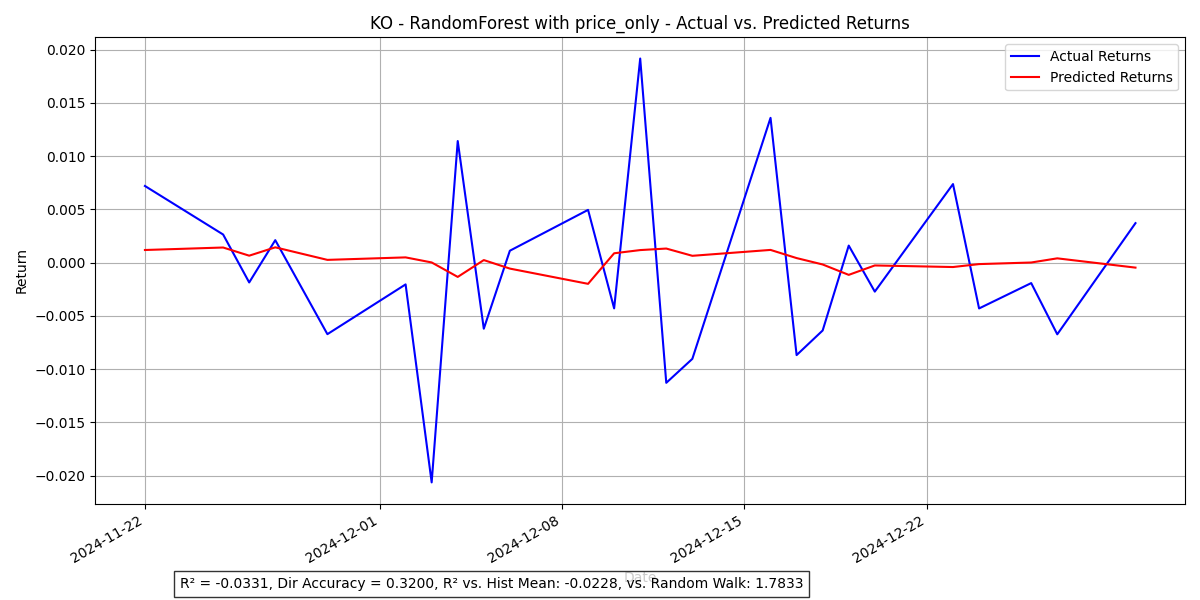 KO - RandomForest with price_only - Actual vs. Predicted Returns
Actual Returns
Predicted Returns
Return
0.020
0.015
0.010
0.005
0.000
−0.005
−0.010
−0.015
−0.020
2024-11-22
2024-12-01
2024-12-08
2024-12-15
2024-12-22
Date
R² = -0.0331, Dir Accuracy = 0.3200, R² vs. Hist Mean: -0.0228, vs. Random Walk: 1.7833